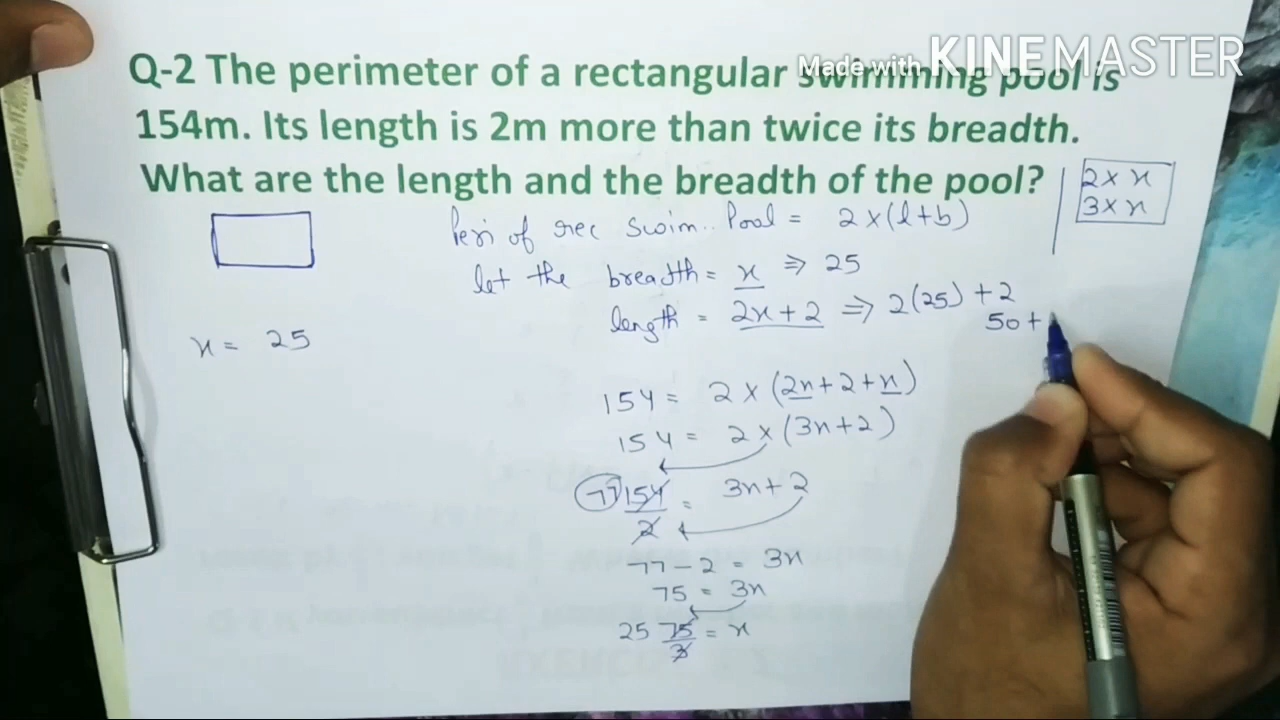 Made with KINEMASTER
Q-2 The perimeter of a rectangular swimming pool is
154m. Its length is 2m more than twice its breadth.
What are the length and the breadth of the pool?
2 x x
3 x x
Peri of rec Swim.. Pool = 2 x (l + b)
let the breadth = x ⇒ 25
length = 2x + 2 ⇒ 2(25) + 2
50 +
x = 25
154 = 2 x (2x + 2 + x)
154 = 2 x (3x + 2)
77 154/2 = 3x + 2
77 - 2 = 3x
75 = 3x
25 75/3 = x